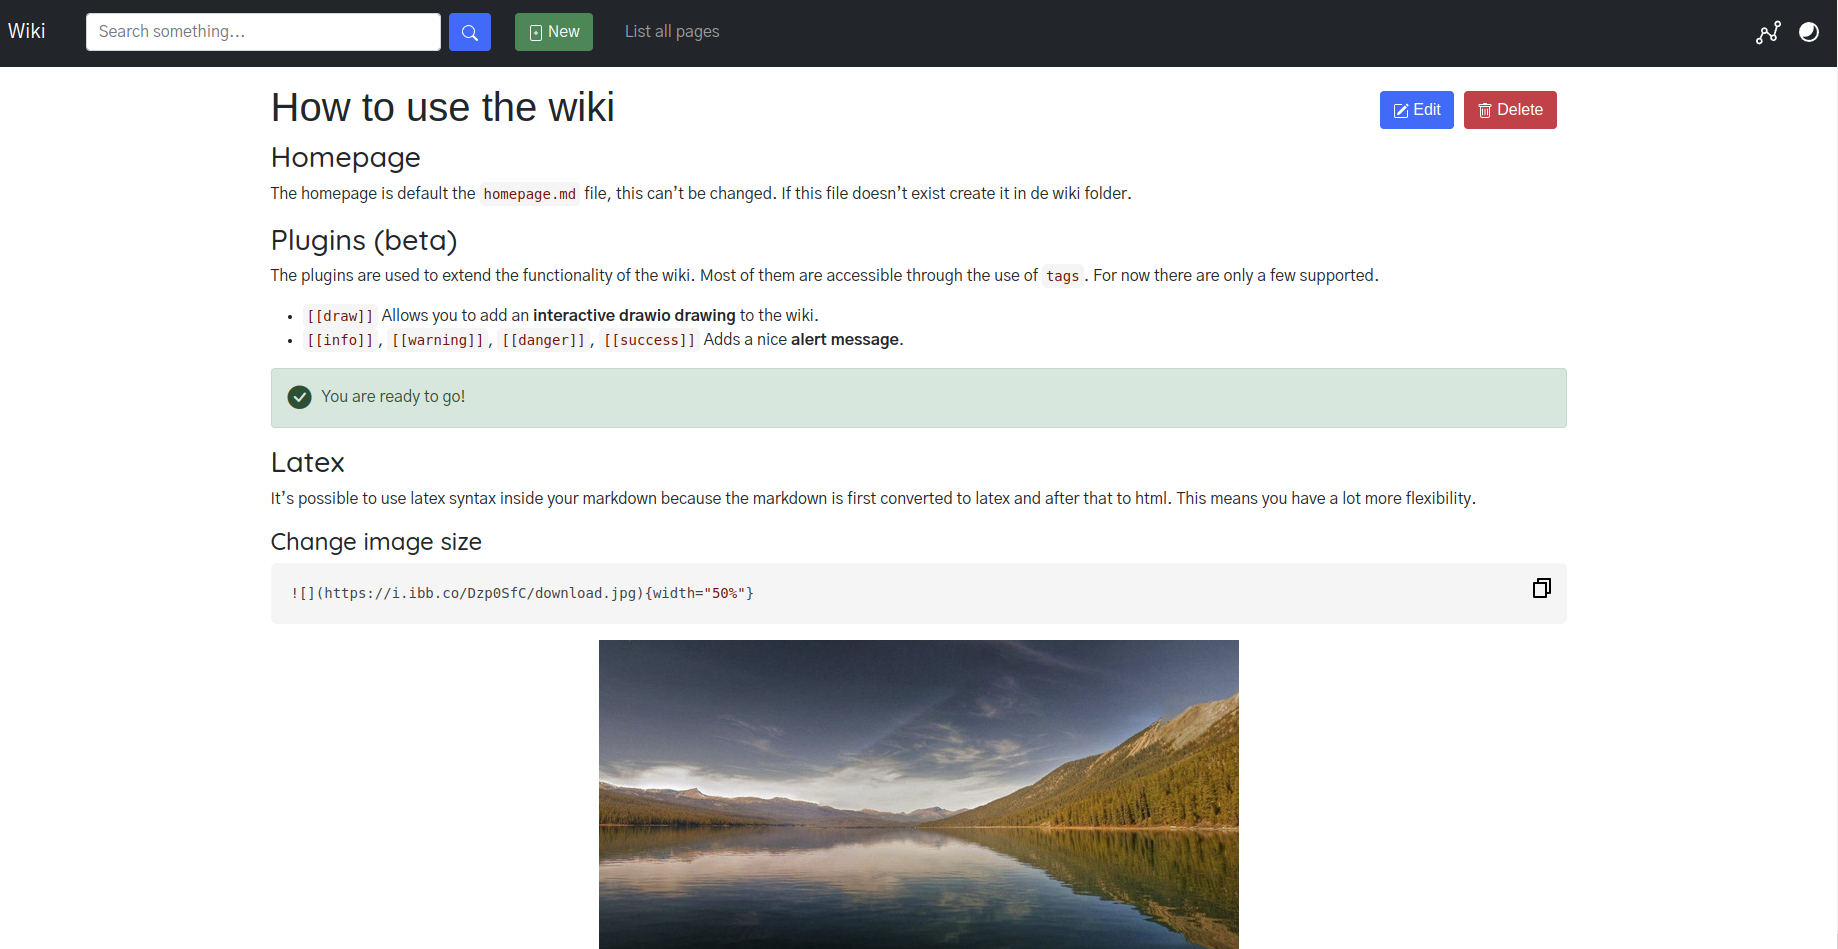 Wiki
Search something...
New
List all pages
How to use the wiki
Edit
Delete
Homepage
The homepage is default the homepage.md file, this can’t be changed. If this file doesn’t exist create it in de wiki folder.
Plugins (beta)
The plugins are used to extend the functionality of the wiki. Most of them are accessible through the use of tags. For now there are only a few supported.
• [[draw]] Allows you to add an interactive drawio drawing to the wiki.
• [[info]], [[warning]], [[danger]], [[success]] Adds a nice alert message.
You are ready to go!
Latex
It’s possible to use latex syntax inside your markdown because the markdown is first converted to latex and after that to html. This means you have a lot more flexibility.
Change image size
![](https://i.ibb.co/Dzp0SfC/download.jpg){width="50%"}